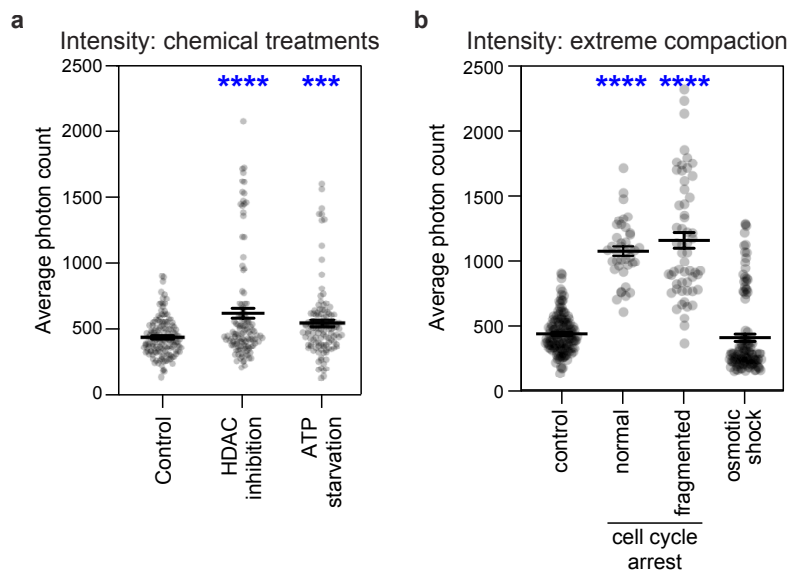 a
Intensity: chemical treatments
Average photon count
2500
2000
1500
1000
500
0
****
***
Control
HDAC
inhibition
ATP
starvation
b
Intensity: extreme compaction
Average photon count
2500
2000
1500
1000
500
0
****
****
control
normal
fragmented
osmotic
shock
cell cycle
arrest